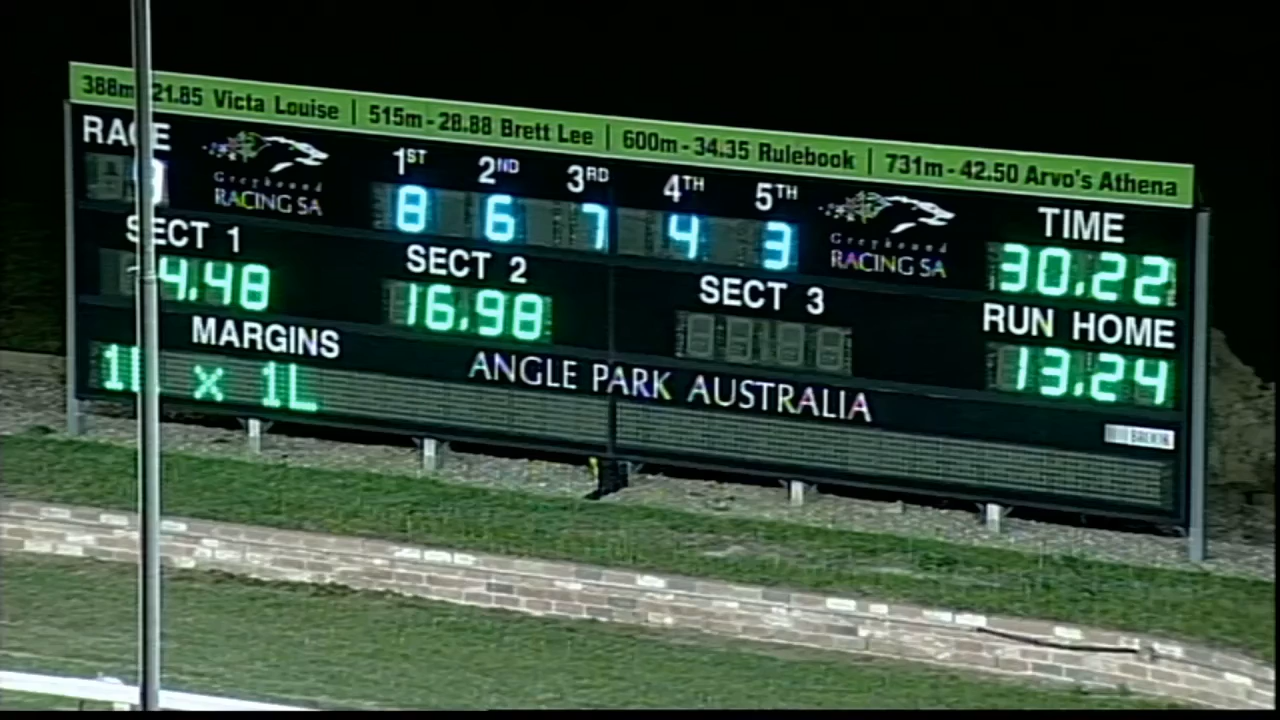 388m - 21.85 Victa Louise | 515m - 28.88 Brett Lee | 600m - 34.35 Rulebook | 731m - 42.50 Arvo's Athena
RACE
Greyhound
RACING SA
1ST 2ND 3RD 4TH 5TH
8 6 7 4 3
Greyhound
RACING SA
TIME
30.22
SECT 1
4.48
SECT 2
16.98
SECT 3
RUN HOME
13.24
MARGINS
1L x 1L
ANGLE PARK AUSTRALIA